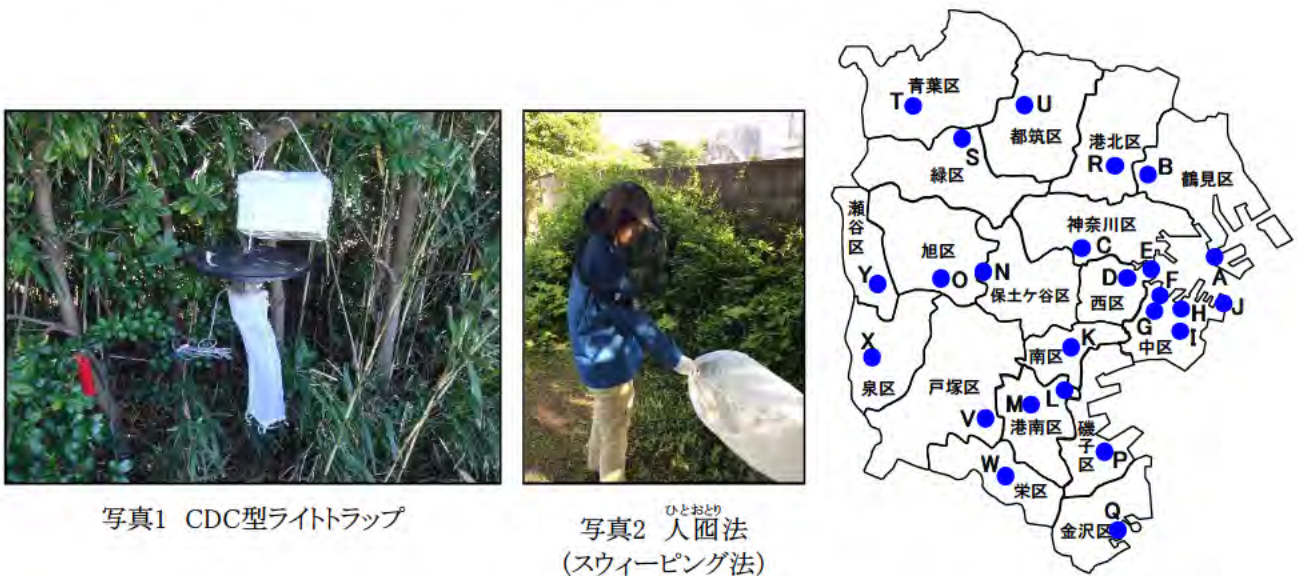 写真1 CDC型ライトトラップ
ひとおとり
写真2 人囮法
(スウィーピング法)
青葉区
T
U
都筑区
S
緑区
港北区
R
B
鶴見区
瀬谷区
神奈川区
C
E
A
旭区
N
D
F
Y
O
保土ケ谷区
西区
H
J
G
I
中区
K
南区
X
泉区
戸塚区
L
M
港南区
V
磯子区
P
W
栄区
Q
金沢区